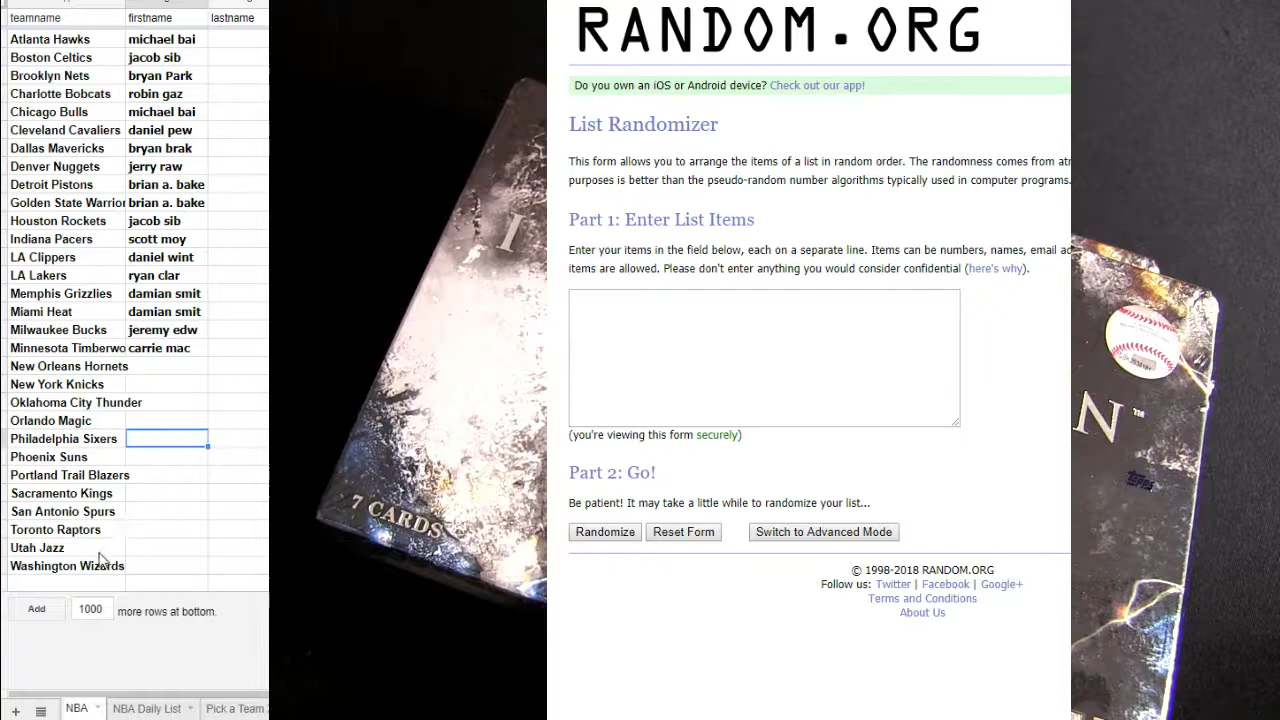 teamname firstname lastname
Atlanta Hawks michael bai
Boston Celtics jacob sib
Brooklyn Nets bryan Park
Charlotte Bobcats robin gaz
Chicago Bulls michael bai
Cleveland Cavaliers daniel pew
Dallas Mavericks bryan brak
Denver Nuggets jerry raw
Detroit Pistons brian a. bake
Golden State Warrior brian a. bake
Houston Rockets jacob sib
Indiana Pacers scott moy
LA Clippers daniel wint
LA Lakers ryan clar
Memphis Grizzlies damian smit
Miami Heat damian smit
Milwaukee Bucks jeremy edw
Minnesota Timberwo carrie mac
New Orleans Hornets
New York Knicks
Oklahoma City Thunder
Orlando Magic
Philadelphia Sixers
Phoenix Suns
Portland Trail Blazers
Sacramento Kings
San Antonio Spurs
Toronto Raptors
Utah Jazz
Washington Wizards
Add 1000 more rows at bottom.
+ NBA NBA Daily List Pick a Team
I
7 CARDS
RANDOM.ORG
Do you own an iOS or Android device? Check out our app!
List Randomizer
This form allows you to arrange the items of a list in random order. The randomness comes from atm
purposes is better than the pseudo-random number algorithms typically used in computer programs.
Part 1: Enter List Items
Enter your items in the field below, each on a separate line. Items can be numbers, names, email ad
items are allowed. Please don't enter anything you would consider confidential (here's why).
(you're viewing this form securely)
Part 2: Go!
Be patient! It may take a little while to randomize your list...
Randomize Reset Form Switch to Advanced Mode
© 1998-2018 RANDOM.ORG
Follow us: Twitter | Facebook | Google+
Terms and Conditions
About Us
N™
topps